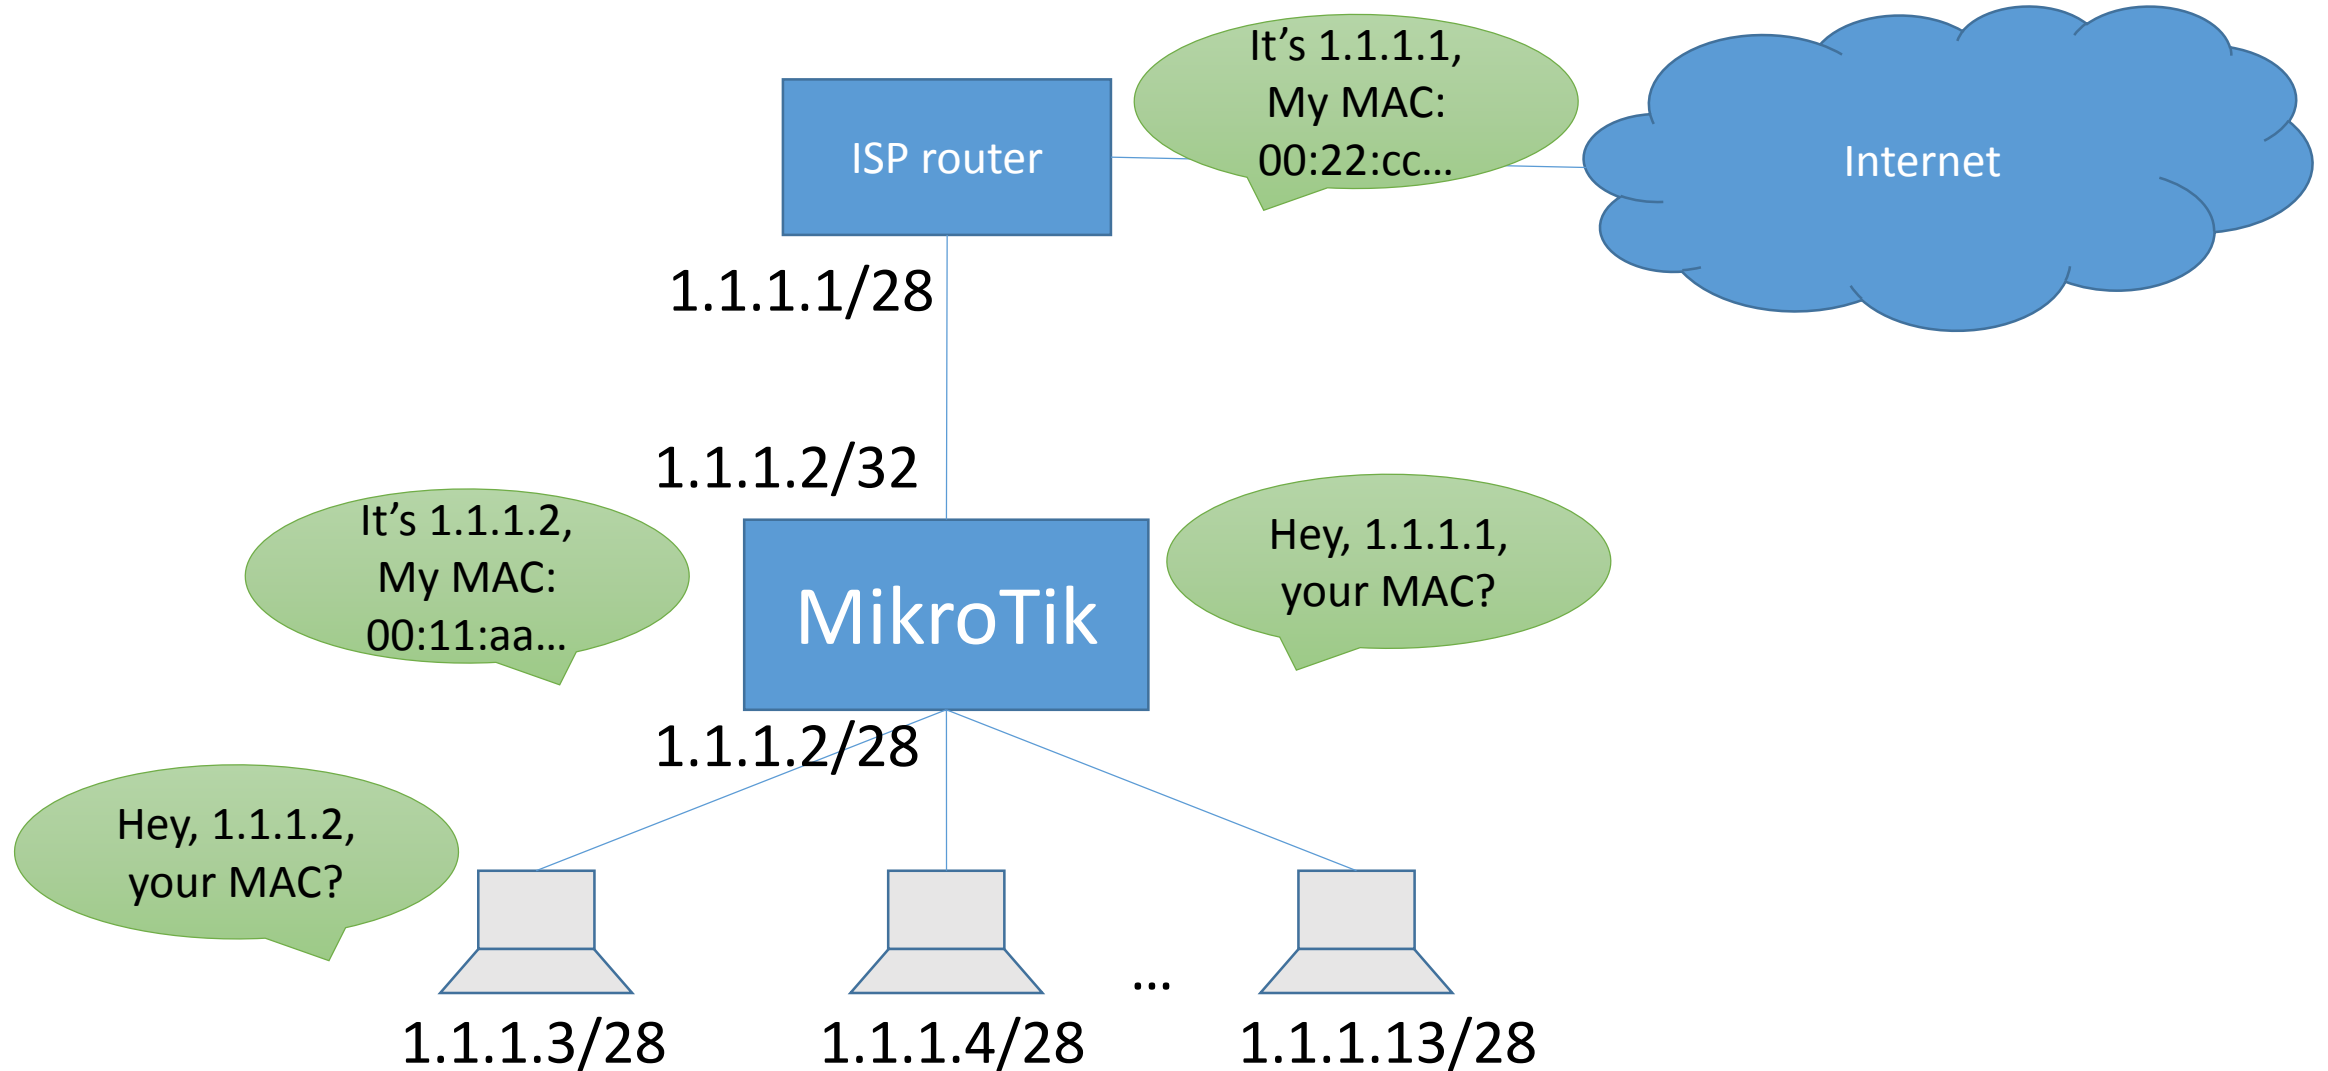 It’s 1.1.1.1,
My MAC:
00:22:cc…
ISP router
Internet
1.1.1.1/28
1.1.1.2/32
It’s 1.1.1.2,
My MAC:
00:11:aa…
Hey, 1.1.1.1,
your MAC?
MikroTik
1.1.1.2/28
Hey, 1.1.1.2,
your MAC?
…
1.1.1.3/28
1.1.1.4/28
1.1.1.13/28